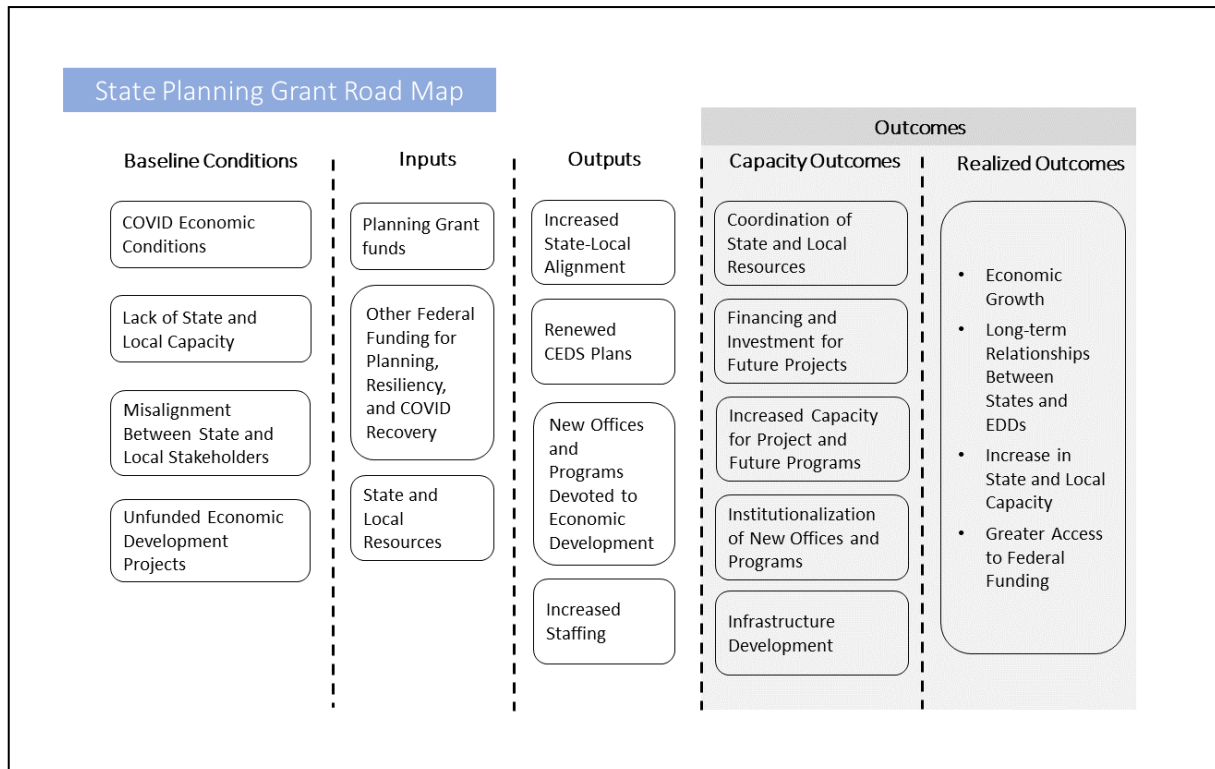 State Planning Grant Road Map
Outcomes
Baseline Conditions
Inputs
Outputs
Capacity Outcomes
Realized Outcomes
COVID Economic
Conditions
Lack of State and
Local Capacity
Misalignment
Between State and
Local Stakeholders
Unfunded Economic
Development
Projects
Planning Grant
funds
Other Federal
Funding for
Planning,
Resiliency,
and COVID
Recovery
State and
Local
Resources
Increased
State-Local
Alignment
Renewed
CEDS Plans
New Offices
and
Programs
Devoted to
Economic
Development
Increased
Staffing
Coordination of
State and Local
Resources
Financing and
Investment for
Future Projects
Increased Capacity
for Project and
Future Programs
Institutionalization
of New Offices and
Programs
Infrastructure
Development
• Economic
Growth
• Long-term
Relationships
Between
States and
EDDs
• Increase in
State and Local
Capacity
• Greater Access
to Federal
Funding